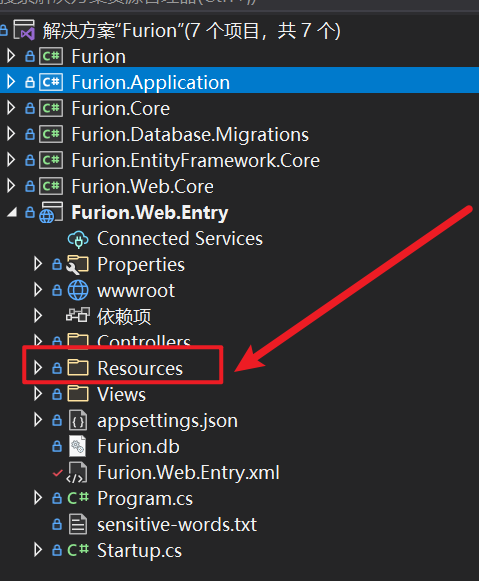 解决方案“Furion”(7 个项目，共 7 个)
Furion
Furion.Application
Furion.Core
Furion.Database.Migrations
Furion.EntityFramework.Core
Furion.Web.Core
Furion.Web.Entry
Connected Services
Properties
wwwroot
依赖项
Controllers
Resources
Views
appsettings.json
Furion.db
Furion.Web.Entry.xml
Program.cs
sensitive-words.txt
Startup.cs